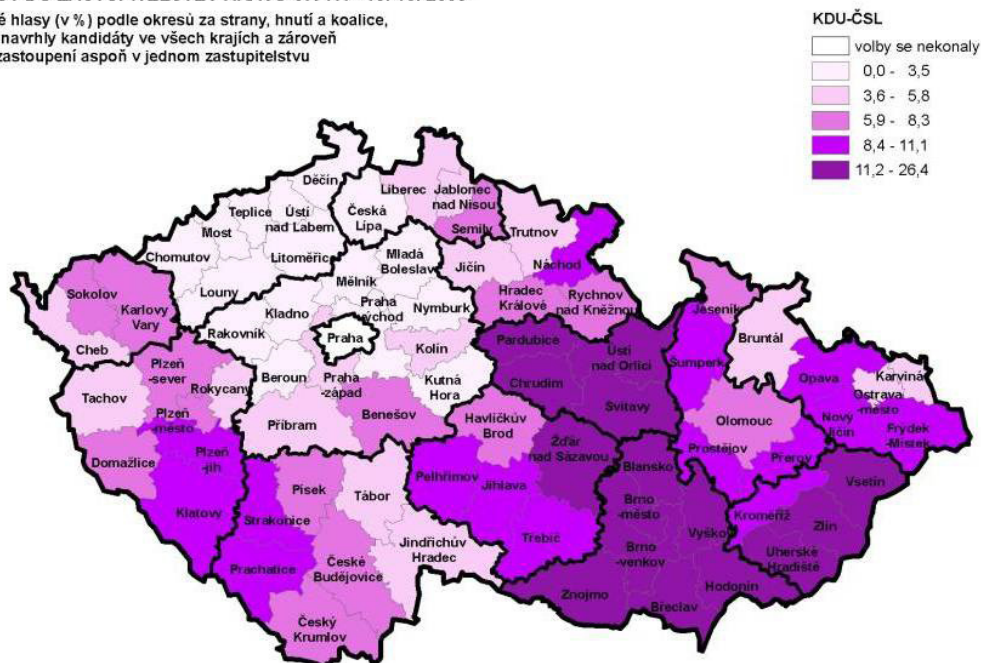 é hlasy (v %) podle okresů za strany, hnutí a koalice,
navrhly kandidáty ve všech krajích a zároveň
zastoupení aspoň v jednom zastupitelstvu
KDU-ČSL
volby se nekonaly
0,0 - 3,5
3,6 - 5,8
5,9 - 8,3
8,4 - 11,1
11,2 - 26,4
Děčín
Liberec
Jablonec
nad Nisou
Teplice
Ústí
nad Labem
Česká
Lípa
Most
Semily
Trutnov
Chomutov
Litoměřice
Mladá
Boleslav
Jičín
Náchod
Louny
Mělník
Sokolov
Karlovy
Vary
Kladno
Praha
východ
Nymburk
Hradec
Králové
Rychnov
nad Kněžnou
Jeseník
Rakovník
Praha
Cheb
Kolín
Pardubice
Ústí
nad Orlicí
Bruntál
Plzeň
-sever
Rokycany
Beroun
Praha
-západ
Kutná
Hora
Chrudim
Šumperk
Opava
Karviná
Tachov
Ostrava
-město
Plzeň
-město
Příbram
Benešov
Svitavy
Havlíčkův
Brod
Olomouc
Nový
Jičín
Frýdek
-Místek
Domažlice
Plzeň
-jih
Žďár
nad Sázavou
Prostějov
Přerov
Písek
Tábor
Pelhřimov
Jihlava
Blansko
Vsetín
Klatovy
Strakonice
Brno
-město
Kroměříž
Zlín
Třebíč
Vyško
Jindřichův
Hradec
Prachatice
České
Budějovice
Brno
-venkov
Uherské
Hradiště
Znojmo
Hodonín
Břeclav
Český
Krumlov